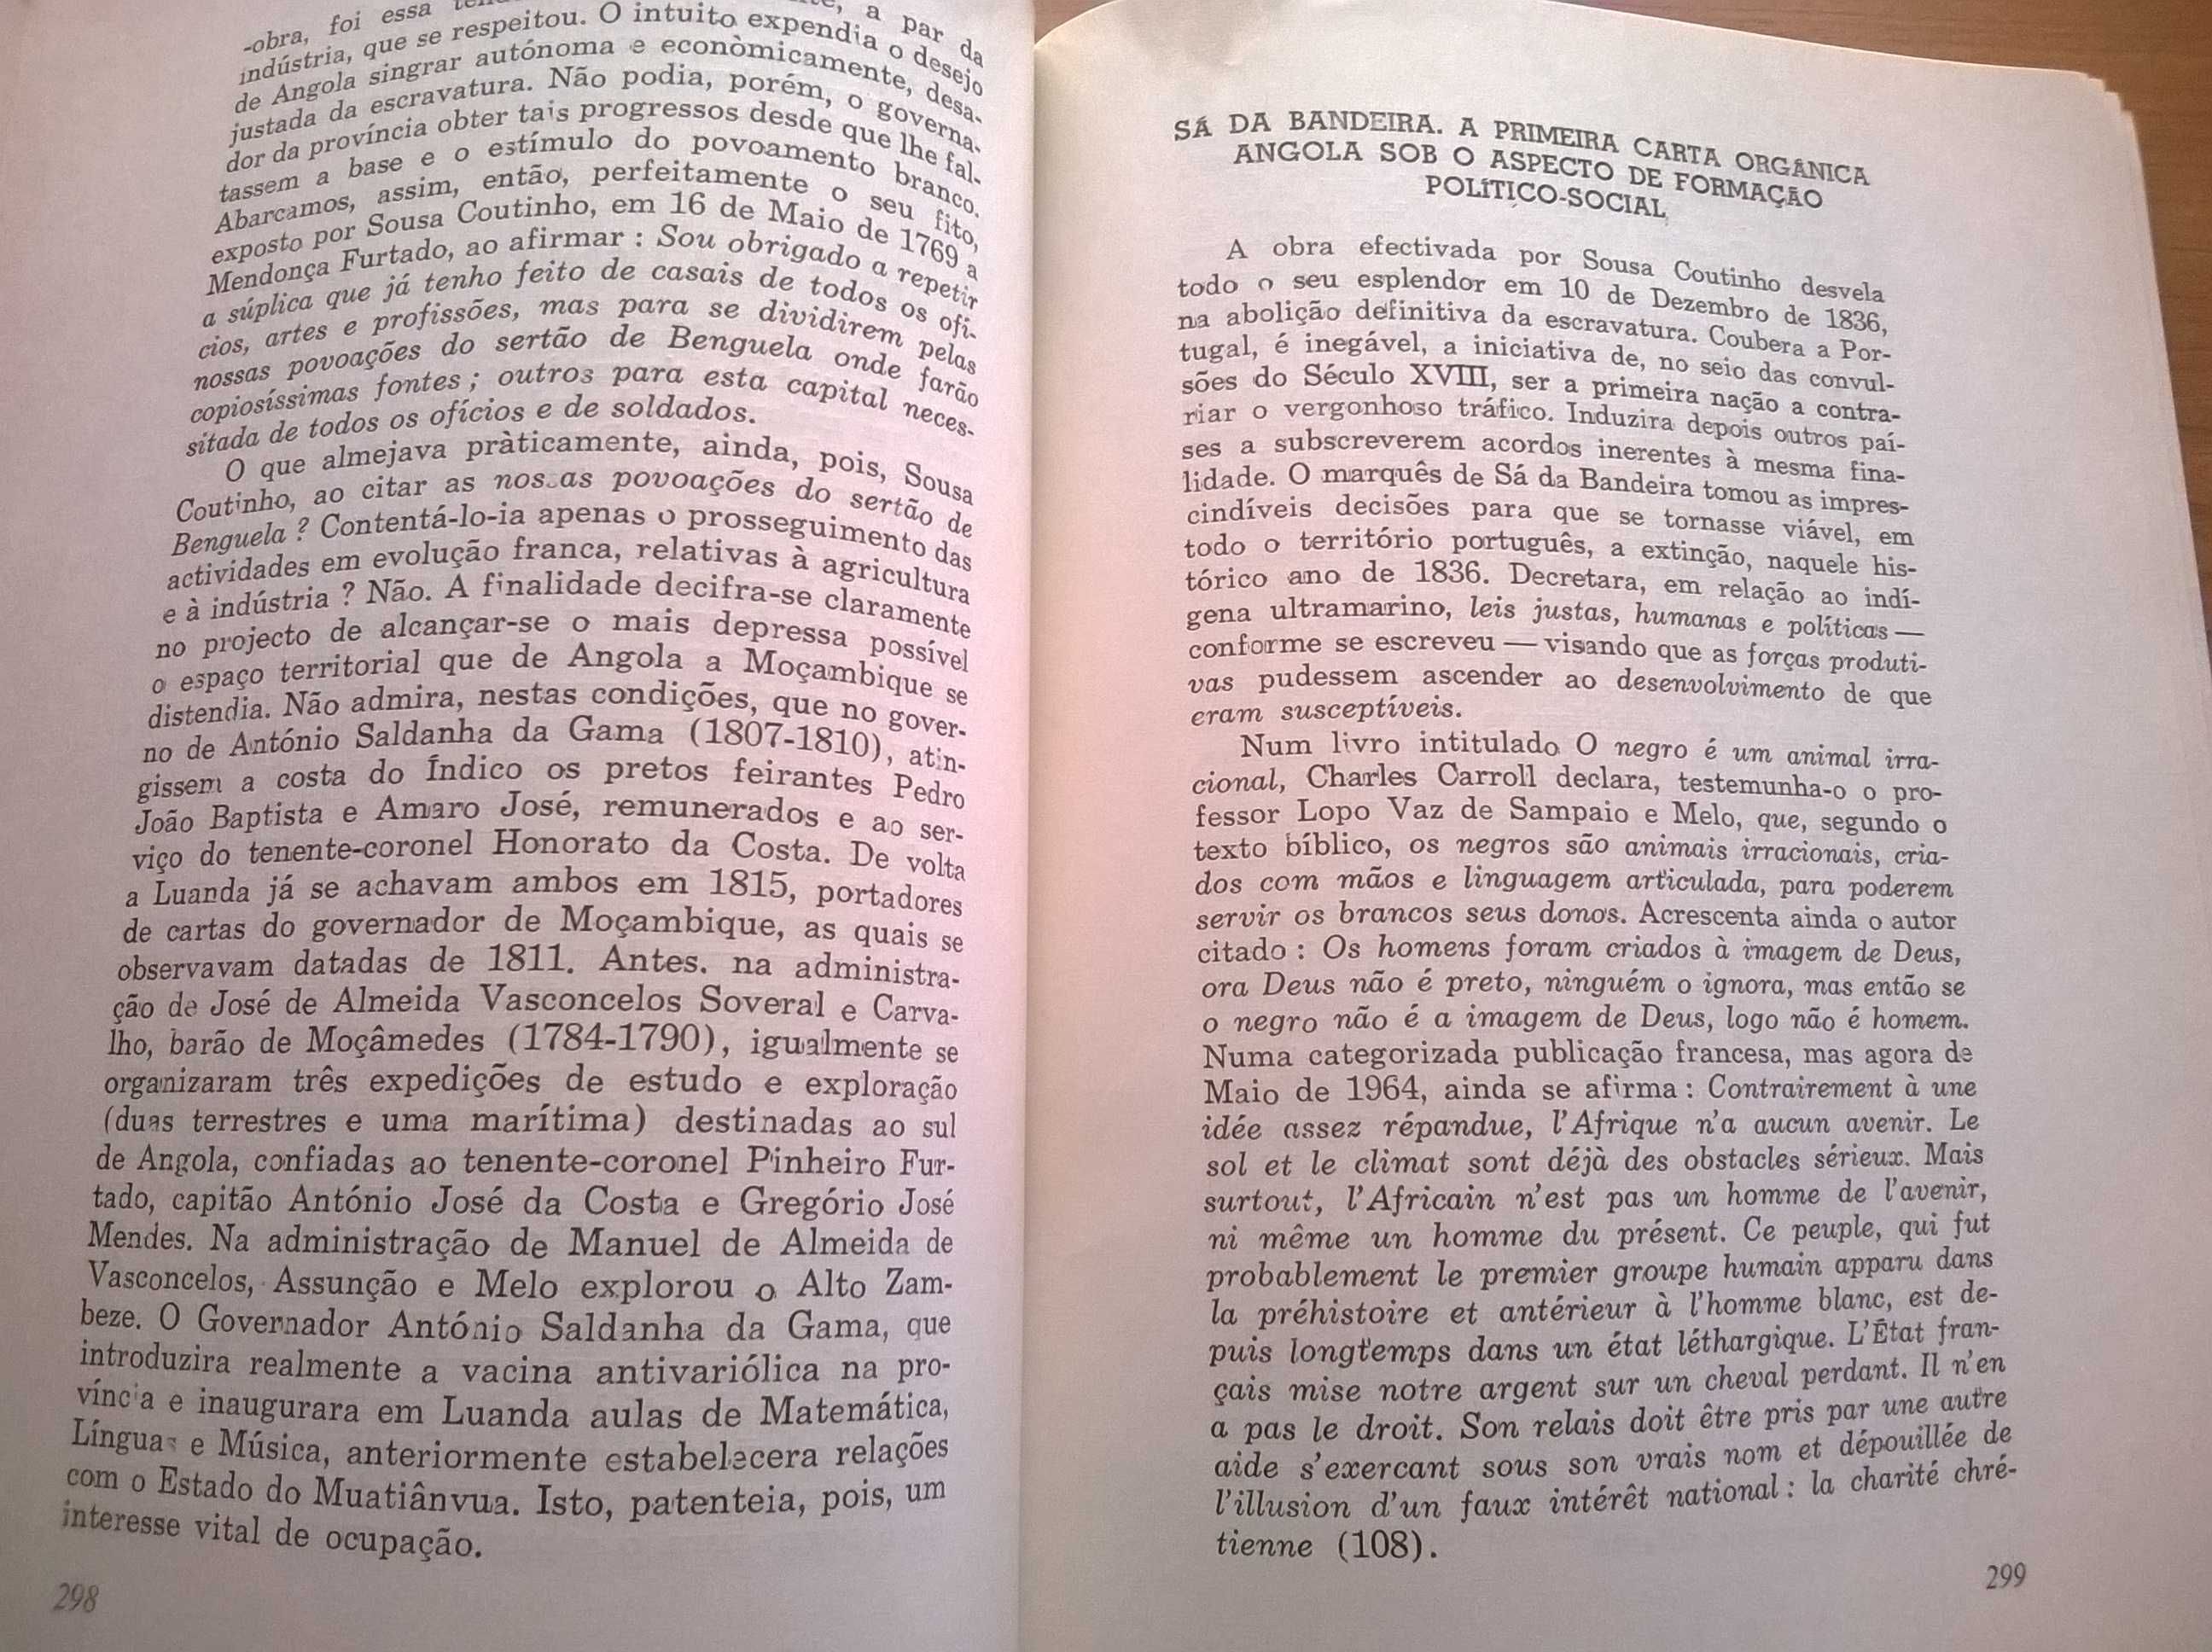 -obra, foi essa a par da
indústria, que se respeitou. O intuito expendia o desejo
de Angola singrar autónoma e econòmicamente, desa-
justada da escravatura. Não podia, porém, o governa-
dor da província obter tais progressos desde que lhe fal-
tassem a base e o estímulo do povoamento branco.
Abarcamos, assim, então, perfeitamente o seu fito,
exposto por Sousa Coutinho, em 16 de Maio de 1769 a
Mendonça Furtado, ao afirmar : Sou obrigado a repetir
a súplica que já tenho feito de casais de todos os ofi-
cios, artes e profissões, mas para se dividirem pelas
nossas povoações do sertão de Benguela onde farão
copiosíssimas fontes ; outros para esta capital neces-
sitada de todos os ofícios e de soldados.
O que almejava pràticamente, ainda, pois, Sousa
Coutinho, ao citar as nossas povoações do sertão de
Benguela ? Contentá-lo-ia apenas o prosseguimento das
actividades em evolução franca, relativas à agricultura
e à indústria ? Não. A finalidade decifra-se claramente
no projecto de alcançar-se o mais depressa possível
o espaço territorial que de Angola a Moçambique se
distendia. Não admira, nestas condições, que no gover-
no de António Saldanha da Gama (1807-1810), atin-
gissem a costa do Índico os pretos feirantes Pedro
João Baptista e Amaro José, remunerados e ao ser-
viço do tenente-coronel Honorato da Costa. De volta
a Luanda já se achavam ambos em 1815, portadores
de cartas do governador de Moçambique, as quais se
observavam datadas de 1811. Antes. na administra-
ção de José de Almeida Vasconcelos Soveral e Carva-
lho, barão de Moçâmedes (1784-1790), igualmente se
organizaram três expedições de estudo e exploração
(duas terrestres e uma marítima) destinadas ao sul
de Angola, confiadas ao tenente-coronel Pinheiro Fur-
tado, capitão António José da Costa e Gregório José
Mendes. Na administração de Manuel de Almeida de
Vasconcelos, Assunção e Melo explorou o Alto Zam-
beze. O Governador António Saldanha da Gama, que
introduzira realmente a vacina antivariólica na pro-
víncia e inaugurara em Luanda aulas de Matemática,
Línguas e Música, anteriormente estabelecera relações
com o Estado do Muatiânvua. Isto, patenteia, pois, um
interesse vital de ocupação.
298
SÁ DA BANDEIRA. A PRIMEIRA CARTA ORGÂNICA
ANGOLA SOB O ASPECTO DE FORMAÇÃO
POLÍTICO-SOCIAL
A obra efectivada por Sousa Coutinho desvela
todo o seu esplendor em 10 de Dezembro de 1836,
na abolição definitiva da escravatura. Coubera a Por-
tugal, é inegável, a iniciativa de, no seio das convul-
sões do Século XVIII, ser a primeira nação a contra-
riar o vergonhoso tráfico. Induzira depois outros paí-
ses a subscreverem acordos inerentes à mesma fina-
lidade. O marquês de Sá da Bandeira tomou as impres-
cindíveis decisões para que se tornasse viável, em
todo o território português, a extinção, naquele his-
tórico ano de 1836. Decretara, em relação ao indí-
gena ultramarino, leis justas, humanas e políticas —
conforme se escreveu — visando que as forças produti-
vas pudessem ascender ao desenvolvimento de que
eram susceptíveis.
Num livro intitulado O negro é um animal irra-
cional, Charles Carroll declara, testemunha-o o pro-
fessor Lopo Vaz de Sampaio e Melo, que, segundo o
texto bíblico, os negros são animais irracionais, cria-
dos com mãos e linguagem articulada, para poderem
servir os brancos seus donos. Acrescenta ainda o autor
citado : Os homens foram criados à imagem de Deus,
ora Deus não é preto, ninguém o ignora, mas então se
o negro não é a imagem de Deus, logo não é homem.
Numa categorizada publicação francesa, mas agora de
Maio de 1964, ainda se afirma : Contrairement à une
idée assez répandue, l'Afrique n'a aucun avenir. Le
sol et le climat sont déjà des obstacles sérieux. Mais
surtout, l'Africain n'est pas un homme de l'avenir,
ni même un homme du présent. Ce peuple, qui fut
probablement le premier groupe humain apparu dans
la préhistoire et antérieur à l'homme blanc, est de-
puis longtemps dans un état léthargique. L'État fran-
çais mise notre argent sur un cheval perdant. Il n'en
a pas le droit. Son relais doit être pris par une autre
aide s'exercant sous son vrais nom et dépouillée de
l'illusion d'un faux intérêt national : la charité chré-
tienne (108).
299